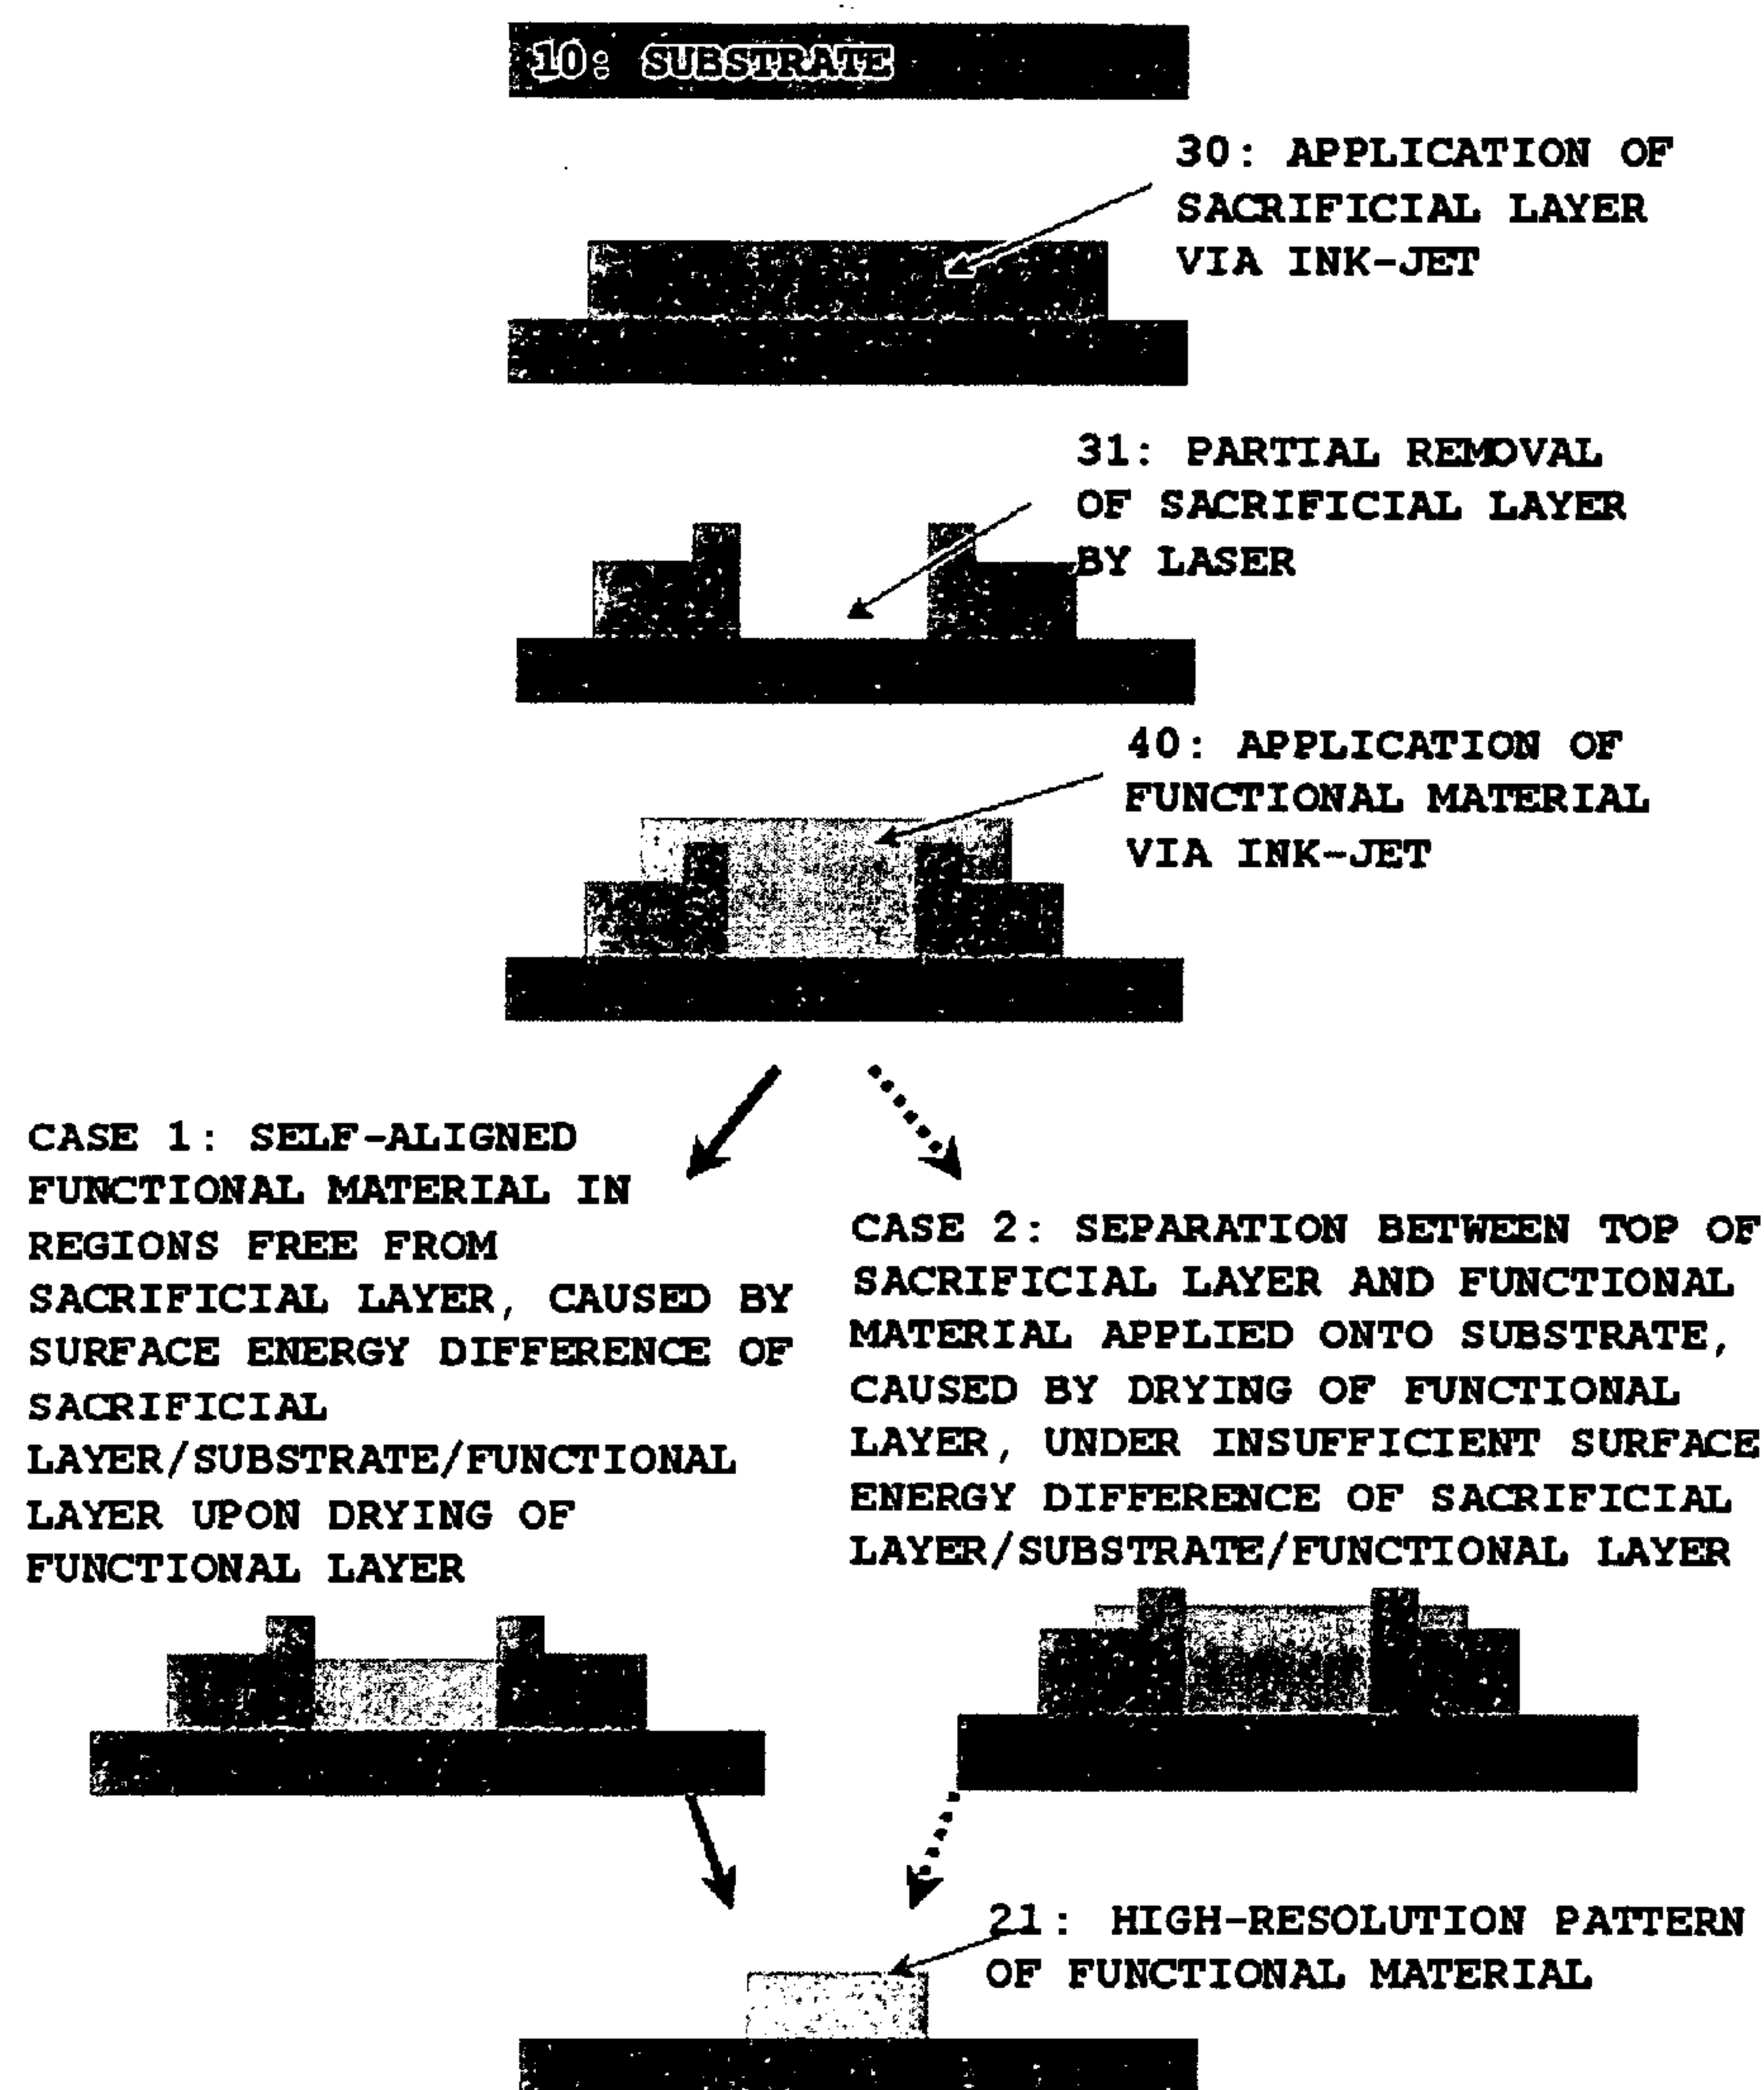 10: SUBSTRATE
30: APPLICATION OF
SACRIFICIAL LAYER
VIA INK-JET
31: PARTIAL REMOVAL
OF SACRIFICIAL LAYER
BY LASER
40: APPLICATION OF
FUNCTIONAL MATERIAL
VIA INK-JET
CASE 1: SELF-ALIGNED
FUNCTIONAL MATERIAL IN
REGIONS FREE FROM
SACRIFICIAL LAYER, CAUSED BY
SURFACE ENERGY DIFFERENCE OF
SACRIFICIAL
LAYER/SUBSTRATE/FUNCTIONAL
LAYER UPON DRYING OF
FUNCTIONAL LAYER
CASE 2: SEPARATION BETWEEN TOP OF
SACRIFICIAL LAYER AND FUNCTIONAL
MATERIAL APPLIED ONTO SUBSTRATE,
CAUSED BY DRYING OF FUNCTIONAL
LAYER, UNDER INSUFFICIENT SURFACE
ENERGY DIFFERENCE OF SACRIFICIAL
LAYER/SUBSTRATE/FUNCTIONAL LAYER
21: HIGH-RESOLUTION PATTERN
OF FUNCTIONAL MATERIAL